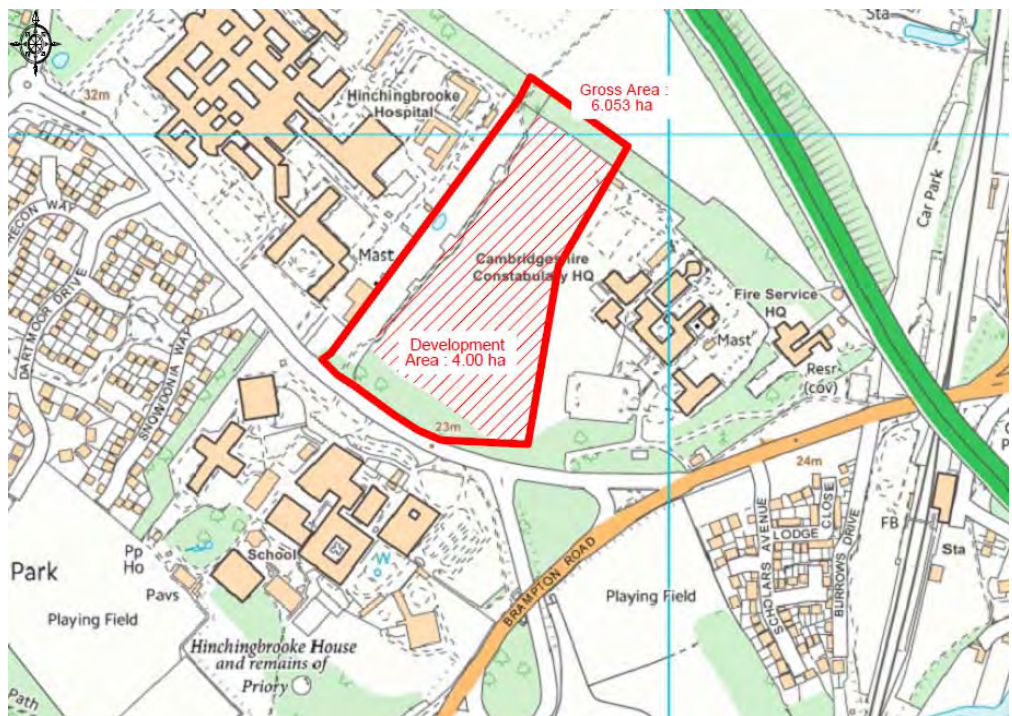 Sta
Gross Area :
6.053 ha
Hinchingbrooke
Hospital
32m
Car Park
RECON WAY
DARTMOOR DRIVE
SNOWDONIA WAY
Mast
Cambridgeshire
Constabulary HQ
Fire Service
HQ
Mast
Resr
(cov)
Development
Area : 4.00 ha
23m
24m
SCHOLARS AVENUE
LODGE CLOSE
BURROWS DRIVE
FB
Sta
BRAMPTON ROAD
School
Pp
Ho
Pavs
Park
Playing Field
Playing Field
Hinchingbrooke House
and remains of
Priory
Path